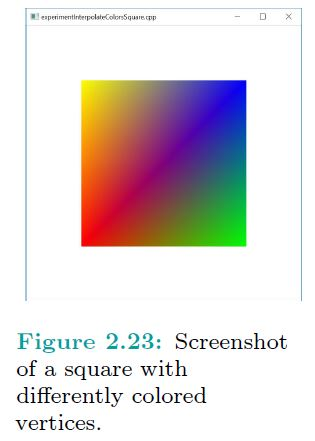 experimentInterpolateColorsSquare.cpp
Figure 2.23: Screenshot
of a square with
differently colored
vertices.